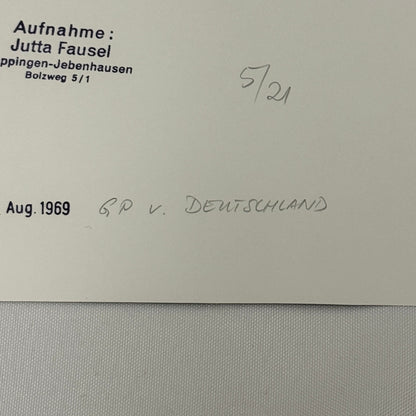 Aufnahme:
Jutta Fausel
ppingen-Jebenhausen
Bolzweg 5/1
5/21
Aug. 1969 GP v. DEUTSCHLAND